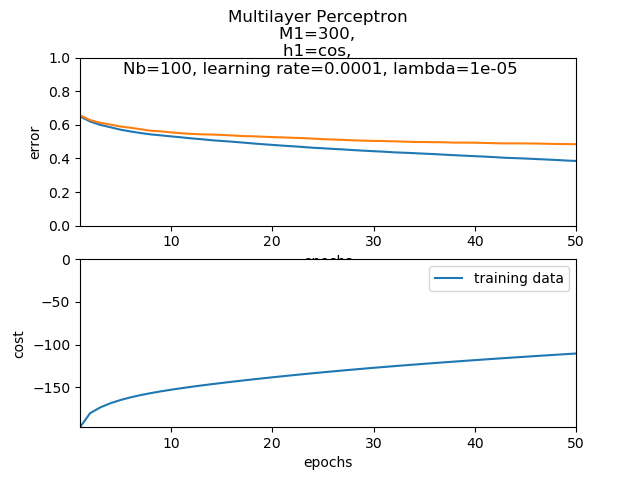 Multilayer Perceptron
M1=300,
h1=cos,
Nb=100, learning rate=0.0001, lambda=1e-05
1.0
0.8
0.6
error
0.4
0.2
0.0
10 20 30 40 50
epochs
0
training data
−50
cost
−100
−150
10 20 30 40 50
epochs